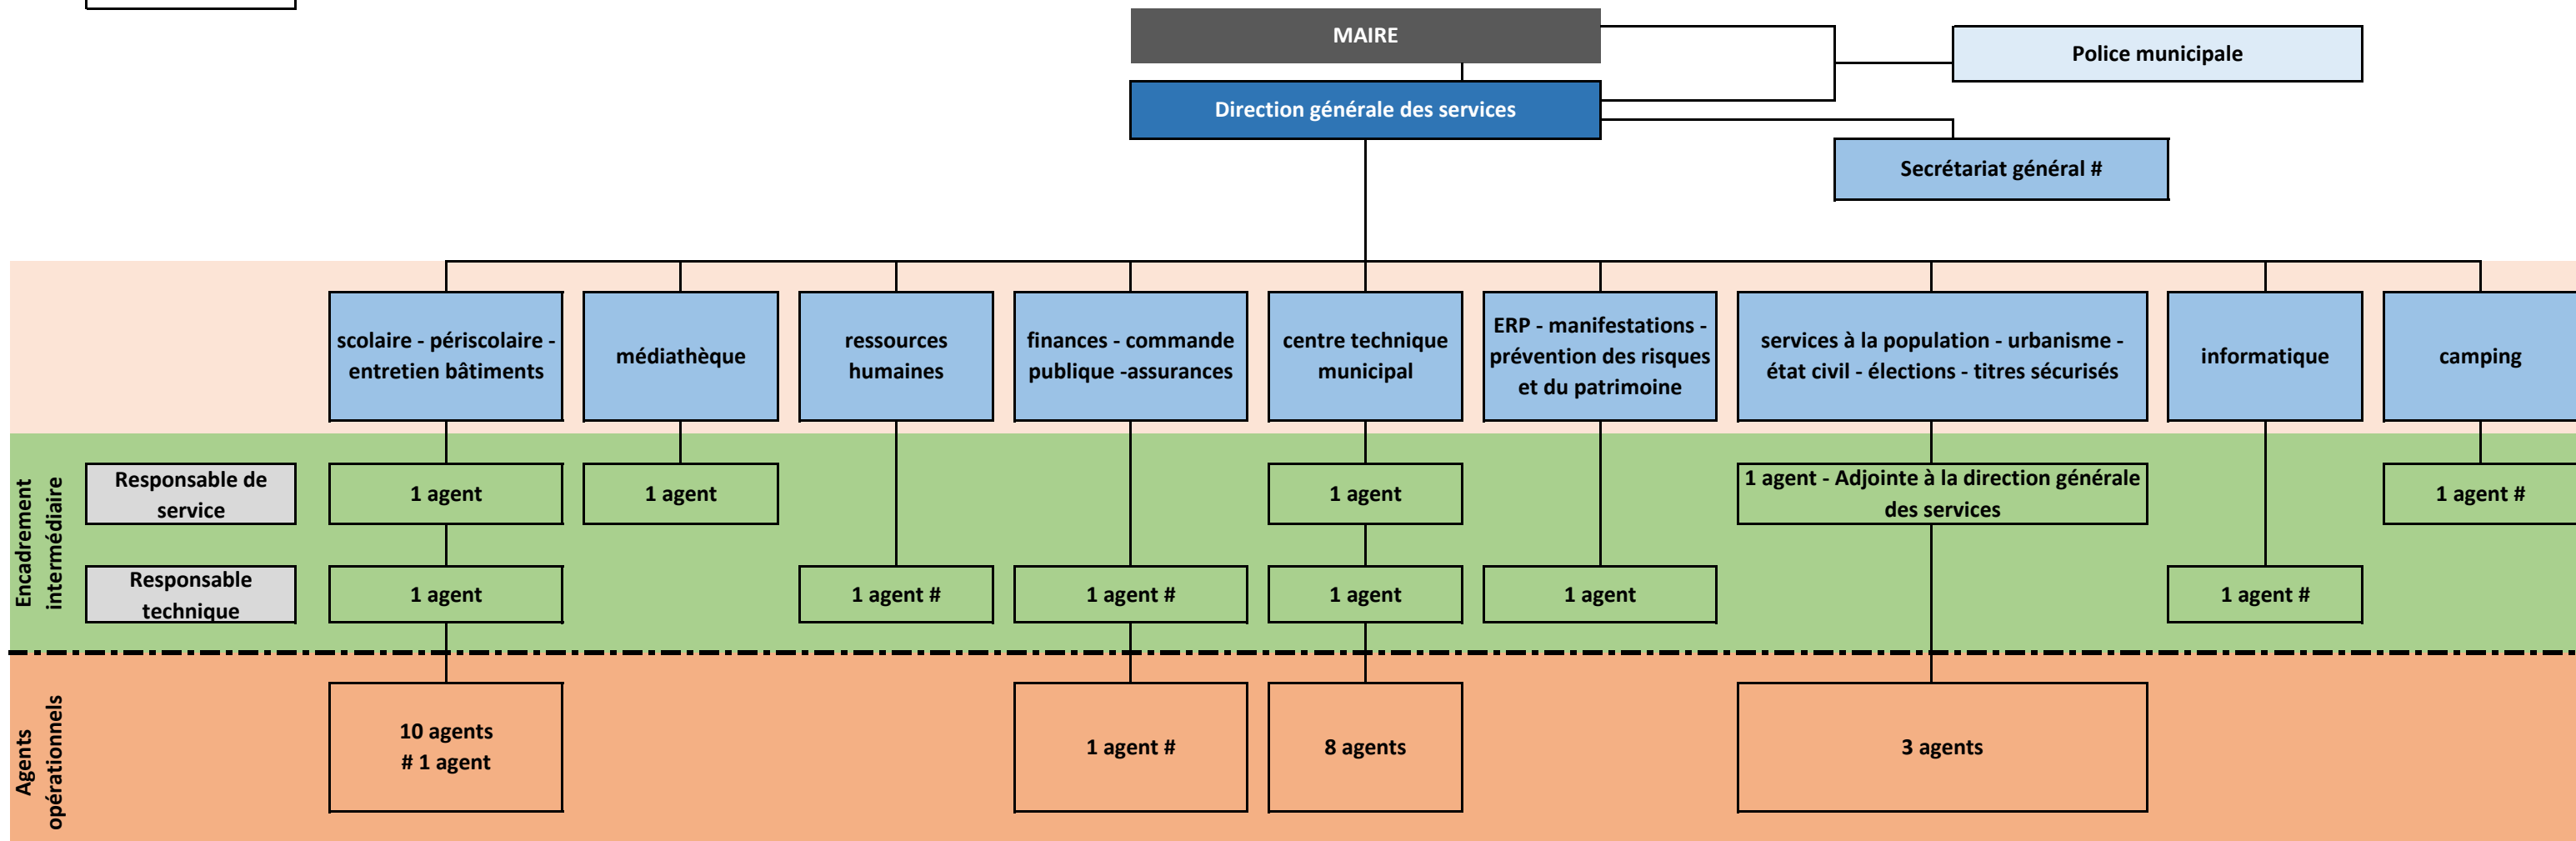 MAIRE
Police municipale
Direction générale des services
Secrétariat général #
scolaire - périscolaire -
entretien bâtiments
médiathèque
ressources
humaines
finances - commande
publique -assurances
centre technique
municipal
ERP - manifestations -
prévention des risques
et du patrimoine
services à la population - urbanisme -
état civil - élections - titres sécurisés
informatique
camping
Encadrement
intermédiaire
Responsable de
service
1 agent
1 agent
1 agent
1 agent - Adjointe à la direction générale
des services
1 agent #
Responsable
technique
1 agent
1 agent #
1 agent #
1 agent
1 agent
1 agent #
Agents
opérationnels
10 agents
# 1 agent
1 agent #
8 agents
3 agents